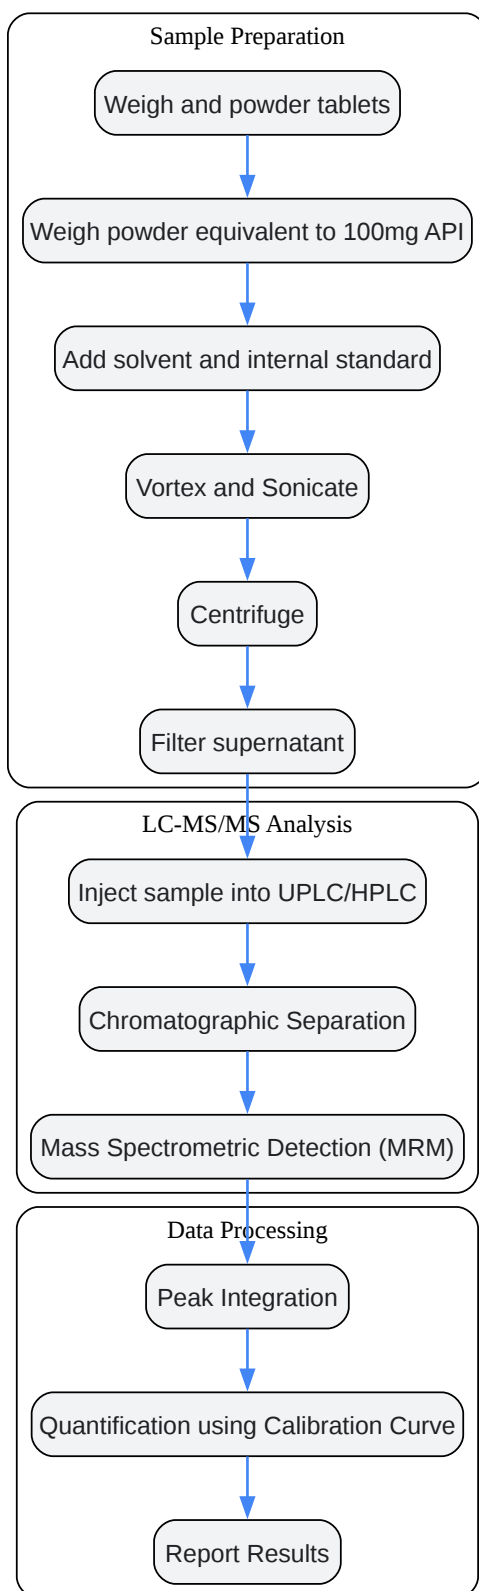 Sample Preparation
Weigh and powder tablets
Weigh powder equivalent to 100mg API
Add solvent and internal standard
Vortex and Sonicate
Centrifuge
Filter supernatant
LC-MS/MS Analysis
Inject sample into UPLC/HPLC
Chromatographic Separation
Mass Spectrometric Detection (MRM)
Data Processing
Peak Integration
Quantification using Calibration Curve
Report Results